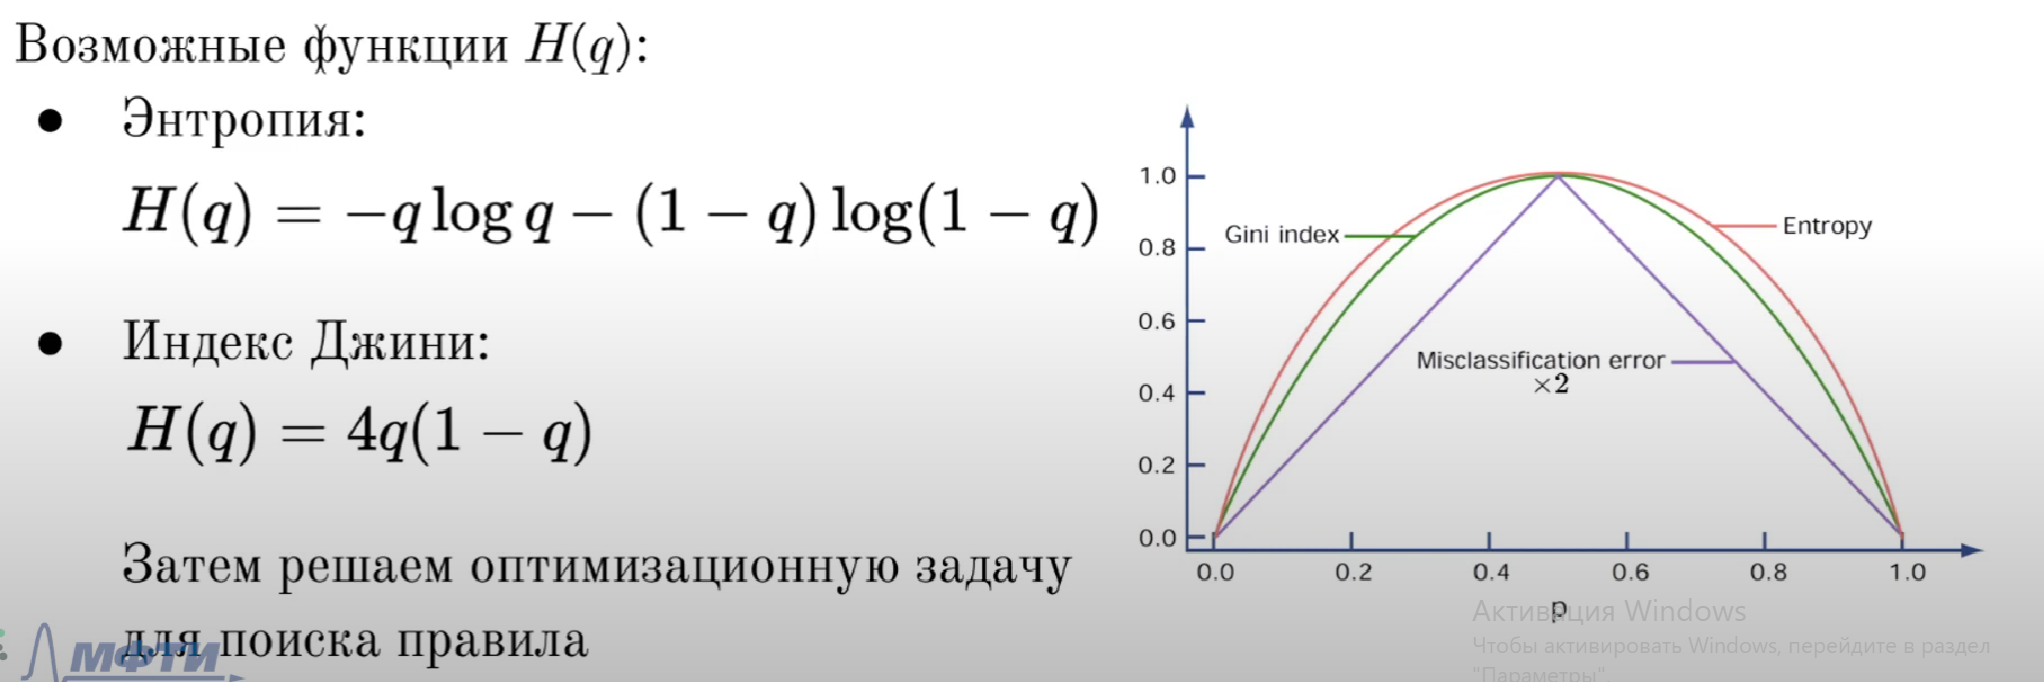 Возможные функции H(q):
● Энтропия:
H(q) = −q log q − (1 − q) log(1 − q)
● Индекс Джини:
H(q) = 4q(1 − q)
Затем решаем оптимизационную задачу
для поиска правила
МФТИ
1.0
0.8
0.6
0.4
0.2
0.0
Gini index
Entropy
Misclassification error
×2
0.0 0.2 0.4 0.6 0.8 1.0
p
Активация Windows
Чтобы активировать Windows, перейдите в раздел
"Параметры".